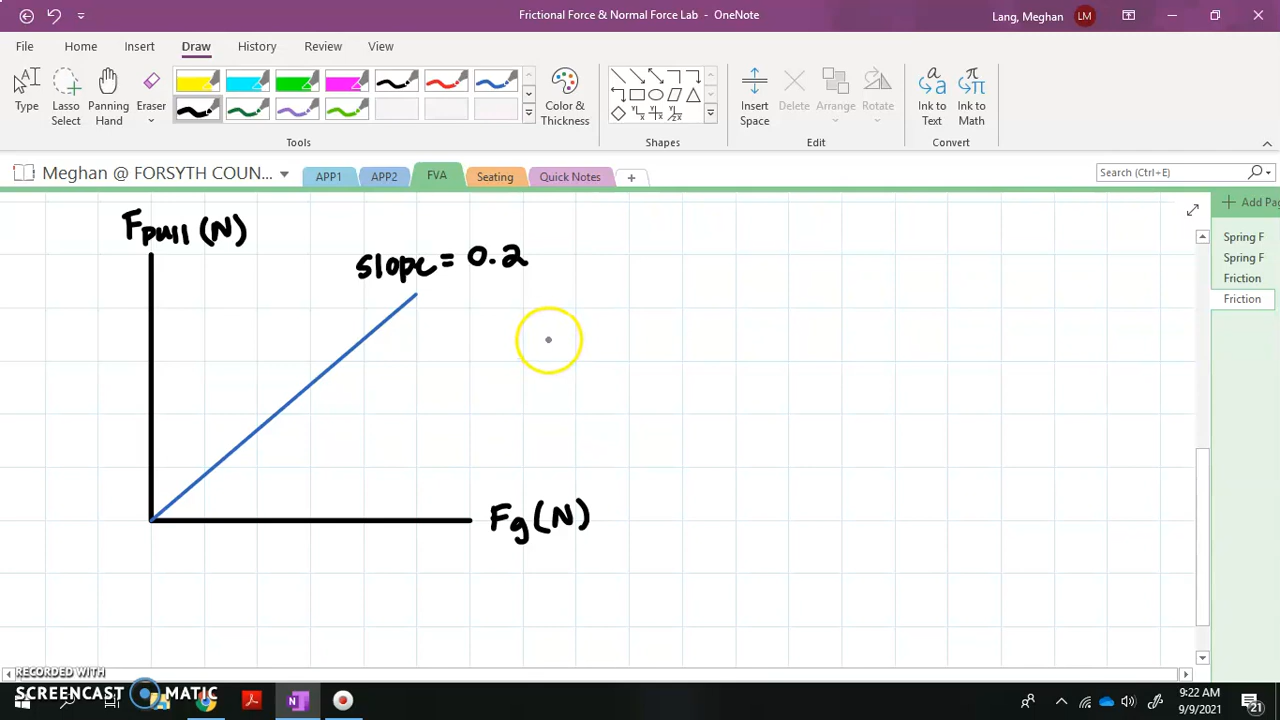 Frictional Force & Normal Force Lab - OneNote
Lang, Meghan LM
File Home Insert Draw History Review View
Type Lasso Select Panning Hand Eraser Color & Thickness Insert Space Delete Arrange Rotate Ink to Text Ink to Math
Tools Shapes Edit Convert
Meghan @ FORSYTH COUN... APP1 APP2 FVA Seating Quick Notes Search (Ctrl+E)
Add Pag
Spring F
Spring F
Friction
Friction
Fpull (N)
slope = 0.2
Fg (N)
RECORDED WITH
SCREENCAST MATIC
9:22 AM
9/9/2021
21